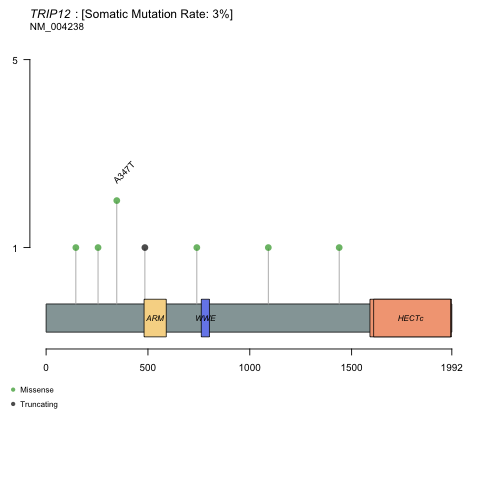 TRIP12 : [Somatic Mutation Rate: 3%]
NM_004238
5
A347T
1
ARM
WWE
HECTc
0 500 1000 1500 1992
Missense
Truncating